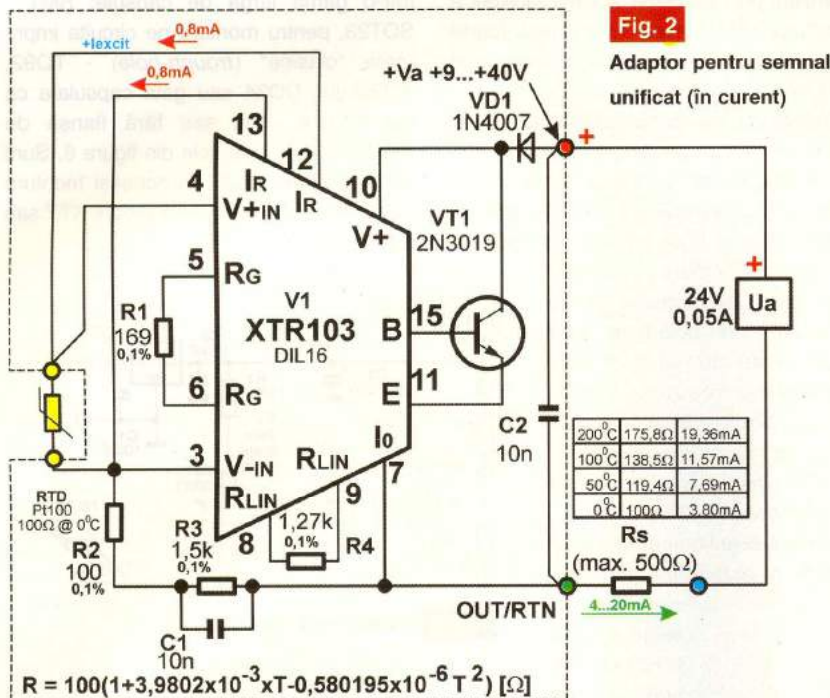 0,8mA
+Iexcit
0,8mA
Fig. 2
Adaptor pentru semnal
unificat (în curent)
+Va +9...+40V
VD1
1N4007
+
13
12
10
4
IR
IR
V+IN
V+
VT1
2N3019
5
RG
R1
169
0,1%
V1
XTR103
DIL16
15
B
+
24V
0,05A
Ua
6
RG
11
E
C2
10n
3
V-IN
IO
7
RLIN
RLIN
9
8
200°C 175,8Ω 19,36mA
100°C 138,5Ω 11,57mA
50°C 119,4Ω 7,69mA
0°C 100Ω 3,80mA
RTD
Pt100
100Ω @ 0°C
R2
100
0,1%
R3
1,5k
0,1%
1,27k
0,1%
R4
Rs
(max. 500Ω)
OUT/RTN
4...20mA
C1
10n
R = 100(1+3,9802x10⁻³xT-0,580195x10⁻⁶T²) [Ω]